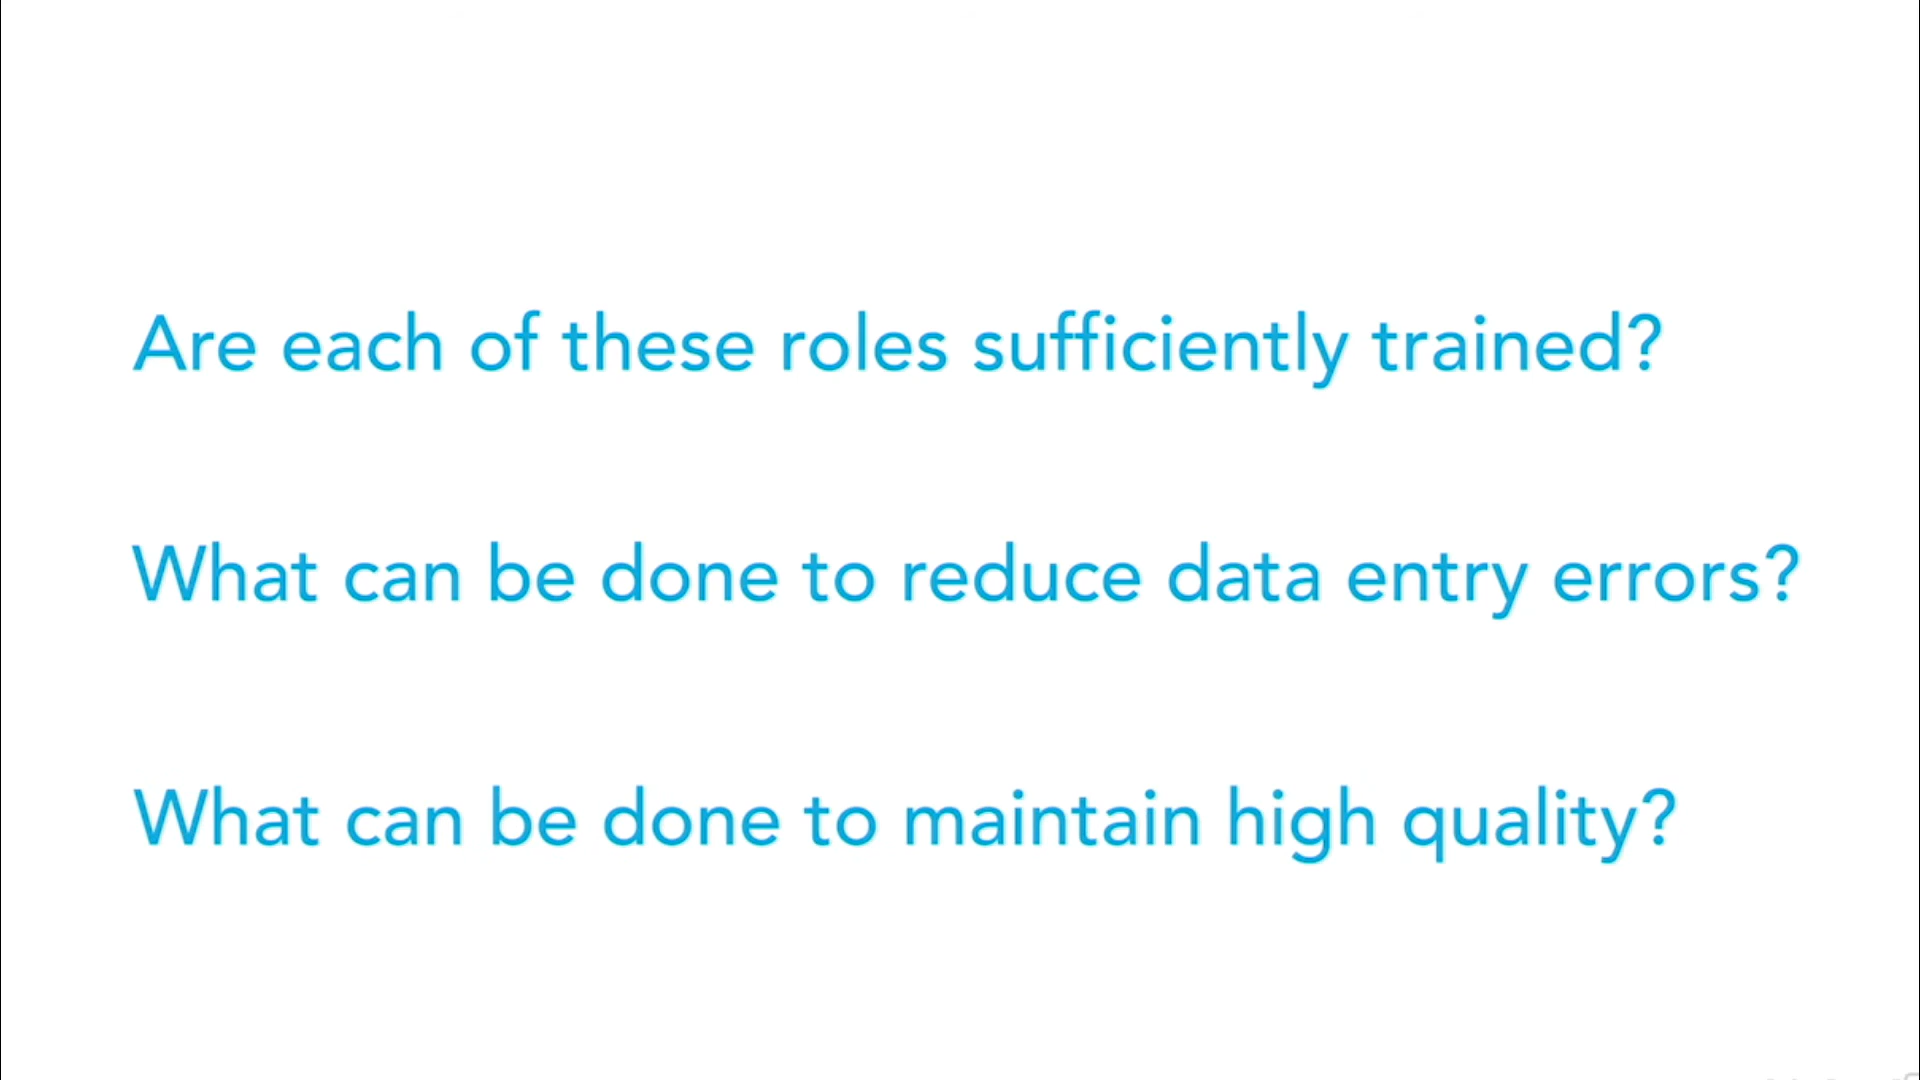 Are each of these roles sufficiently trained?
What can be done to reduce data entry errors?
What can be done to maintain high quality?